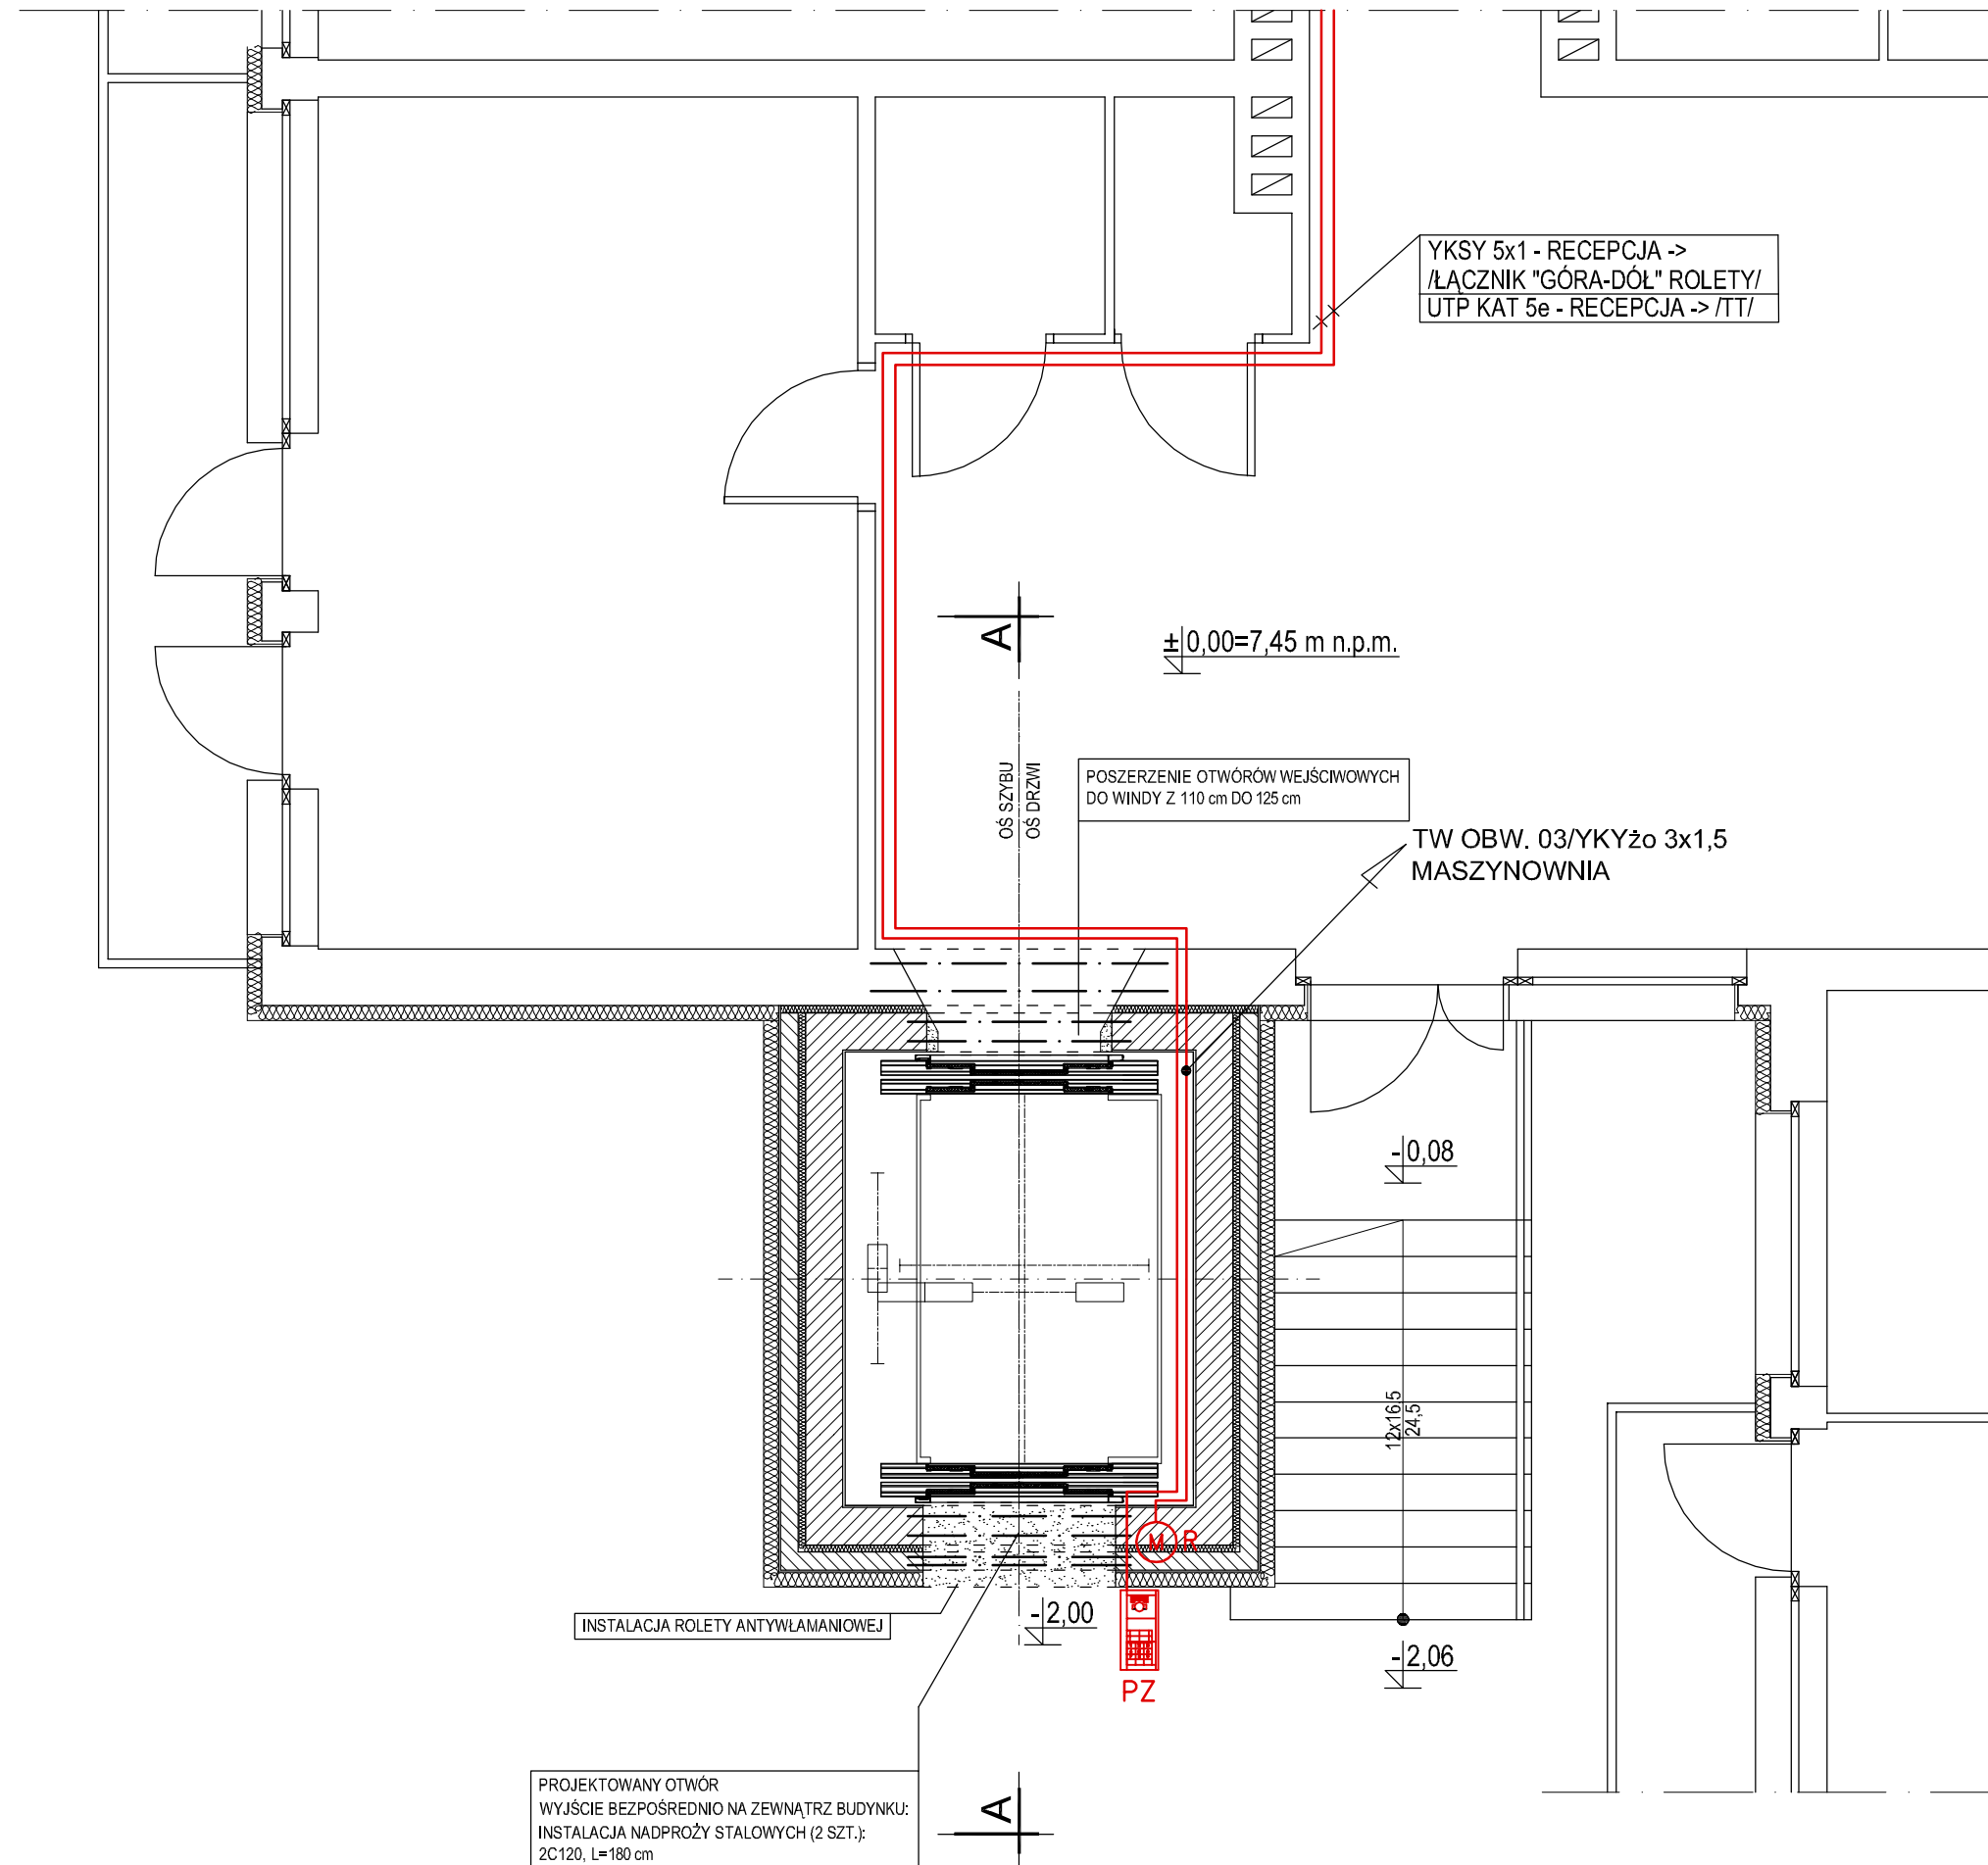 YKSY 5x1 - RECEPCJA ->
/ŁĄCZNIK "GÓRA-DÓŁ" ROLETY/
UTP KAT 5e - RECEPCJA -> /TT/
A
±0,00=7,45 m n.p.m.
OŚ SZYBU
OŚ DRZWI
POSZERZENIE OTWÓRÓW WEJŚCIWOWYCH
DO WINDY Z 110 cm DO 125 cm
TW OBW. 03/YKYżo 3x1,5
MASZYNOWNIA
-0,08
12x16,5
24,5
M R
INSTALACJA ROLETY ANTYWŁAMANIOWEJ
-2,00
-2,06
PZ
PROJEKTOWANY OTWÓR
WYJŚCIE BEZPOŚREDNIO NA ZEWNĄTRZ BUDYNKU:
INSTALACJA NADPROŻY STALOWYCH (2 SZT.):
2C120, L=180 cm
A